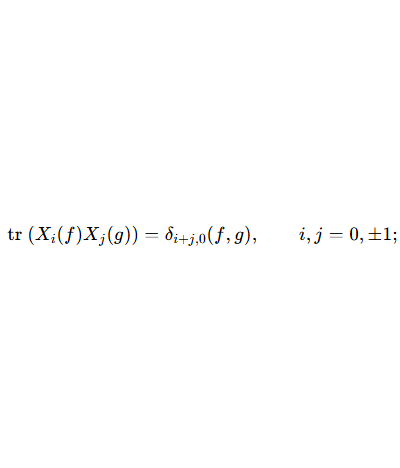 tr (X_i(f)X_j(g)) = δ_{i+j,0}(f, g),  i, j = 0, ±1;